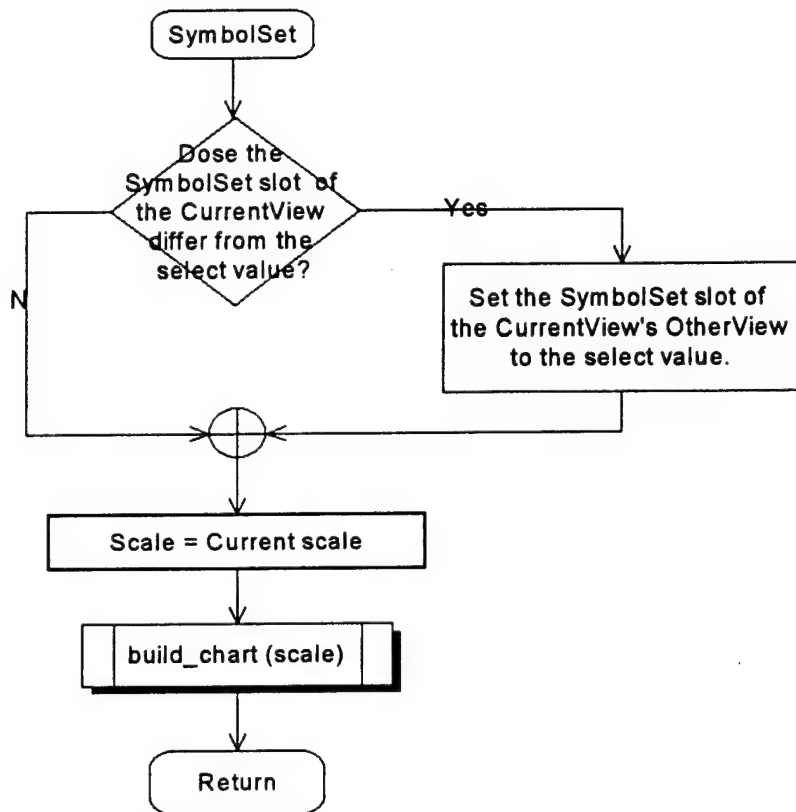 SymbolSet
Dose the
SymbolSet slot of
the CurrentView
differ from the
select value?
Yes
N
Set the SymbolSet slot of
the CurrentView's OtherView
to the select value.
Scale = Current scale
build_chart (scale)
Return